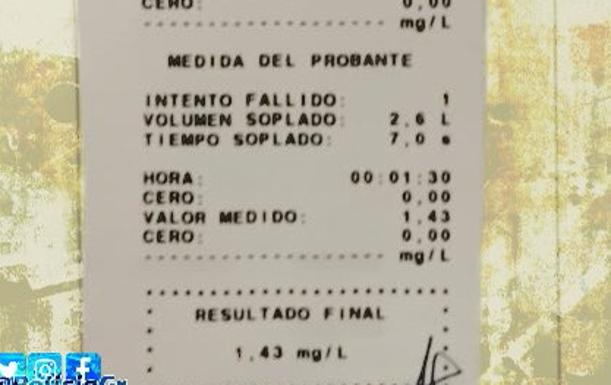 CERO: 0,00
mg/L
MEDIDA DEL PROBANTE
INTENTO FALLIDO: 1
VOLUMEN SOPLADO: 2,6 L
TIEMPO SOPLADO: 7,0 s
HORA: 00:01:30
CERO: 0,00
VALOR MEDIDO: 1,43
CERO: 0,00
mg/L
RESULTADO FINAL
1,43 mg/L